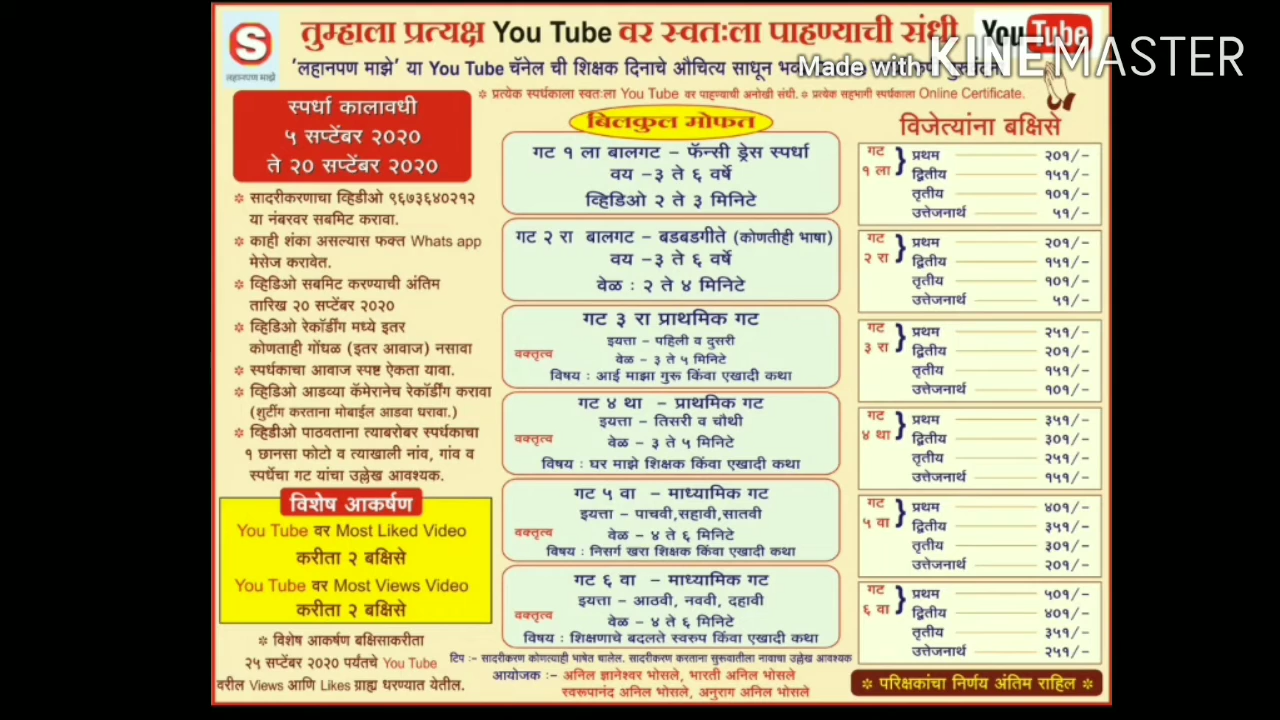 तुम्हाला प्रत्यक्ष You Tube वर स्वतःला पाहण्याची संधी
You Tube
Made with KINEMASTER
S
लहानपण माझे
'लहानपण माझे' या You Tube चॅनेल ची शिक्षक दिनाचे औचित्य साधून
✲ प्रत्येक स्पर्धकाला स्वतःला You Tube वर पाहण्याची अनोखी संधी. ✲ प्रत्येक सहभागी स्पर्धकाला Online Certificate.
स्पर्धा कालावधी
५ सप्टेंबर २०२०
ते २० सप्टेंबर २०२०
✲ सादरीकरणाचा व्हिडीओ ९६७३६४०२१२
या नंबरवर सबमिट करावा.
✲ काही शंका असल्यास फक्त Whats app
मेसेज करावेत.
✲ व्हिडिओ सबमिट करण्याची अंतिम
तारिख २० सप्टेंबर २०२०
✲ व्हिडिओ रेकॉर्डींग मध्ये इतर
कोणताही गोंधळ (इतर आवाज) नसावा
✲ स्पर्धकाचा आवाज स्पष्ट ऐकता यावा.
✲ व्हिडिओ आडव्या कॅमेरानेच रेकॉर्डींग करावा
(शुटींग करताना मोबाईल आडवा घरावा.)
✲ व्हिडीओ पाठवताना त्याबरोबर स्पर्धकाचा
१ छानसा फोटो व त्याखाली नांव, गांव व
स्पर्धेचा गट यांचा उल्लेख आवश्यक.
विशेष आकर्षण
You Tube वर Most Liked Video
करीता २ बक्षिसे
You Tube वर Most Views Video
करीता २ बक्षिसे
✲ विशेष आकर्षण बक्षिसाकरीता
२५ सप्टेंबर २०२० पर्यंतचे You Tube
वरील Views आणि Likes ग्राह्य धरण्यात येतील.
बिलकुल मोफत
गट १ ला बालगट – फॅन्सी ड्रेस स्पर्धा
वय –३ ते ६ वर्षे
व्हिडिओ २ ते ३ मिनिटे
गट २ रा बालगट – बडबडगीते (कोणतीही भाषा)
वय –३ ते ६ वर्षे
वेळ : २ ते ४ मिनिटे
गट ३ रा प्राथमिक गट
इयत्ता – पहिली व दुसरी
वक्तृत्व वेळ – ३ ते ५ मिनिटे
विषय : आई माझा गुरू किंवा एखादी कथा
गट ४ था – प्राथमिक गट
इयत्ता – तिसरी व चौथी
वक्तृत्व वेळ – ३ ते ५ मिनिटे
विषय : घर माझे शिक्षक किंवा एखादी कथा
गट ५ वा – माध्यामिक गट
इयत्ता – पाचवी,सहावी,सातवी
वक्तृत्व वेळ – ४ ते ६ मिनिटे
विषय : निसर्ग खरा शिक्षक किंवा एखादी कथा
गट ६ वा – माध्यामिक गट
इयत्ता – आठवी, नववी, दहावी
वक्तृत्व वेळ – ४ ते ६ मिनिटे
विषय : शिक्षणाचे बदलते स्वरुप किंवा एखादी कथा
टिप :– सादरीकरण कोणत्याही भाषेत चालेल. सादरीकरण करताना सुरूवातीला नावाचा उल्लेख आवश्यक
आयोजक :– अनिल ज्ञानेश्वर भोसले, भारती अनिल भोसले
स्वरूपानंद अनिल भोसले, अनुराग अनिल भोसले
विजेत्यांना बक्षिसे
गट १ ला
प्रथम २०१/–
द्वितीय १५१/–
तृतीय १०१/–
उत्तेजनार्थ ५१/–
गट २ रा
प्रथम २०१/–
द्वितीय १५१/–
तृतीय १०१/–
उत्तेजनार्थ ५१/–
गट ३ रा
प्रथम २५१/–
द्वितीय २०१/–
तृतीय १५१/–
उत्तेजनार्थ १०१/–
गट ४ था
प्रथम ३५१/–
द्वितीय ३०१/–
तृतीय २५१/–
उत्तेजनार्थ १५१/–
गट ५ वा
प्रथम ४०१/–
द्वितीय ३५१/–
तृतीय ३०१/–
उत्तेजनार्थ २०१/–
गट ६ वा
प्रथम ५०१/–
द्वितीय ४०१/–
तृतीय ३५१/–
उत्तेजनार्थ २५१/–
✲ परिक्षकांचा निर्णय अंतिम राहिल ✲